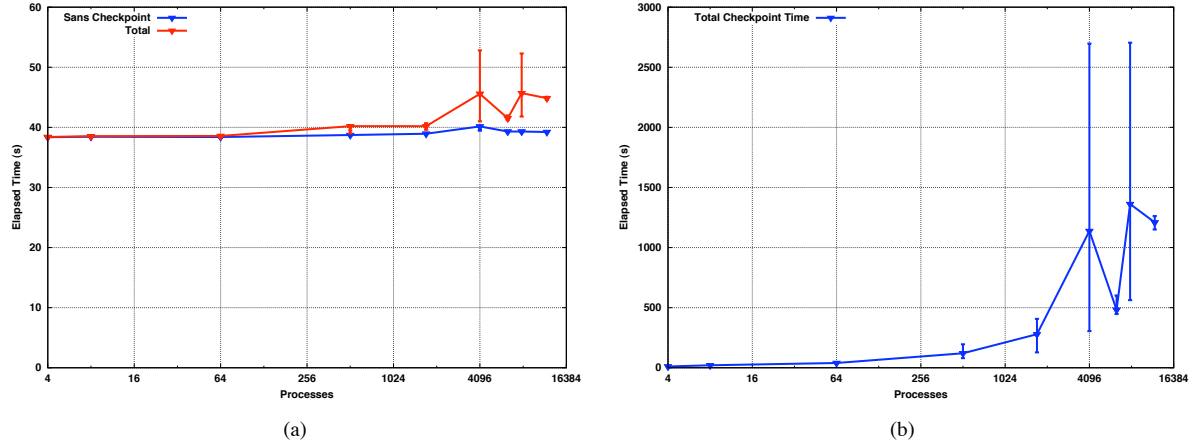 60
50
40
30
20
10
0
Elapsed Time (s)
Sans Checkpoint
Total
4 16 64 256 1024 4096 16384
Processes
(a)
3000
2500
2000
1500
1000
500
0
Elapsed Time (s)
Total Checkpoint Time
4 16 64 256 1024 4096 16384
Processes
(b)